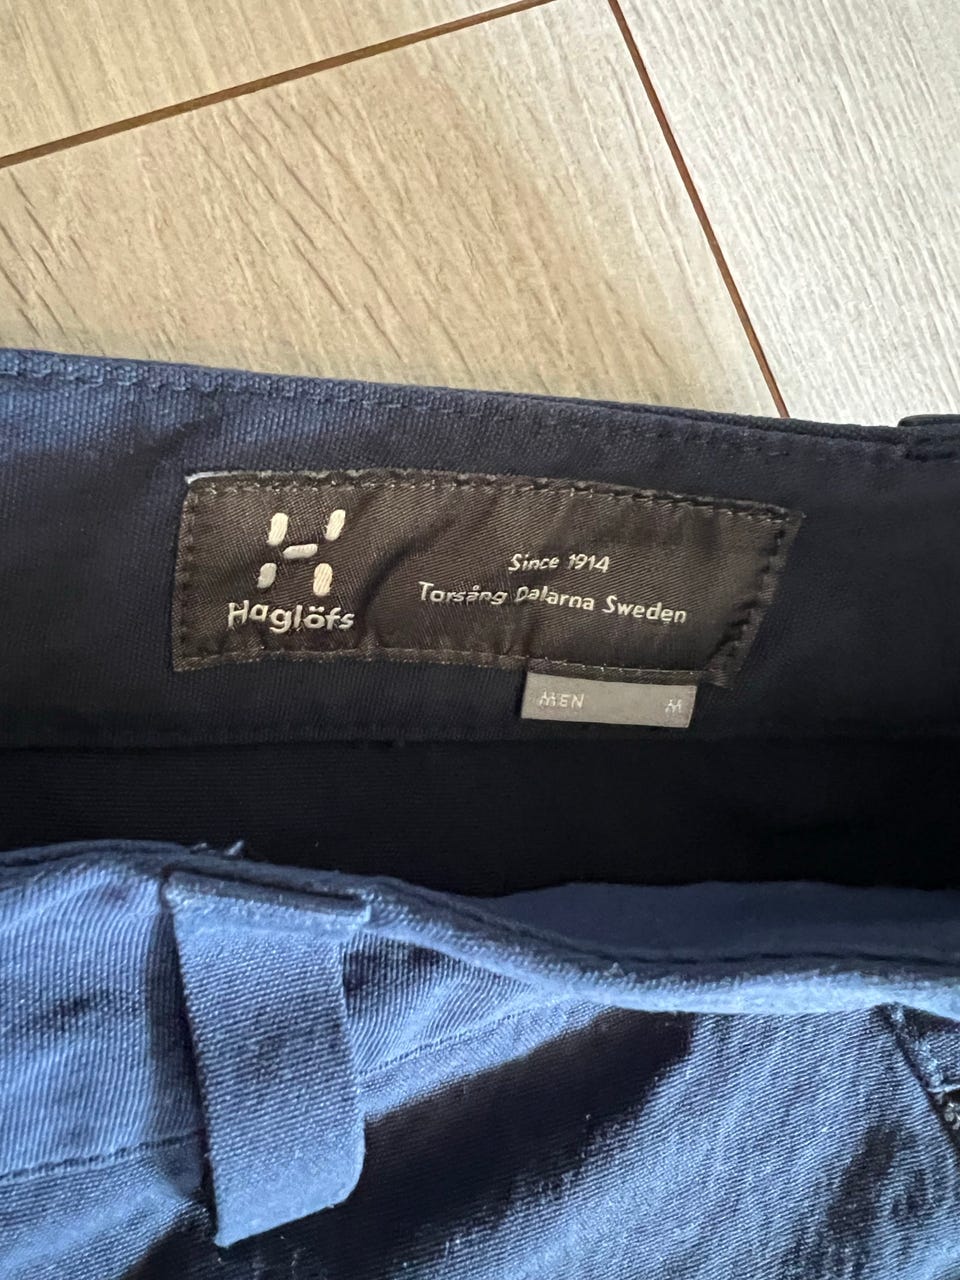 Haglöfs
Since 1914
Torsång Dalarna Sweden
MEN M